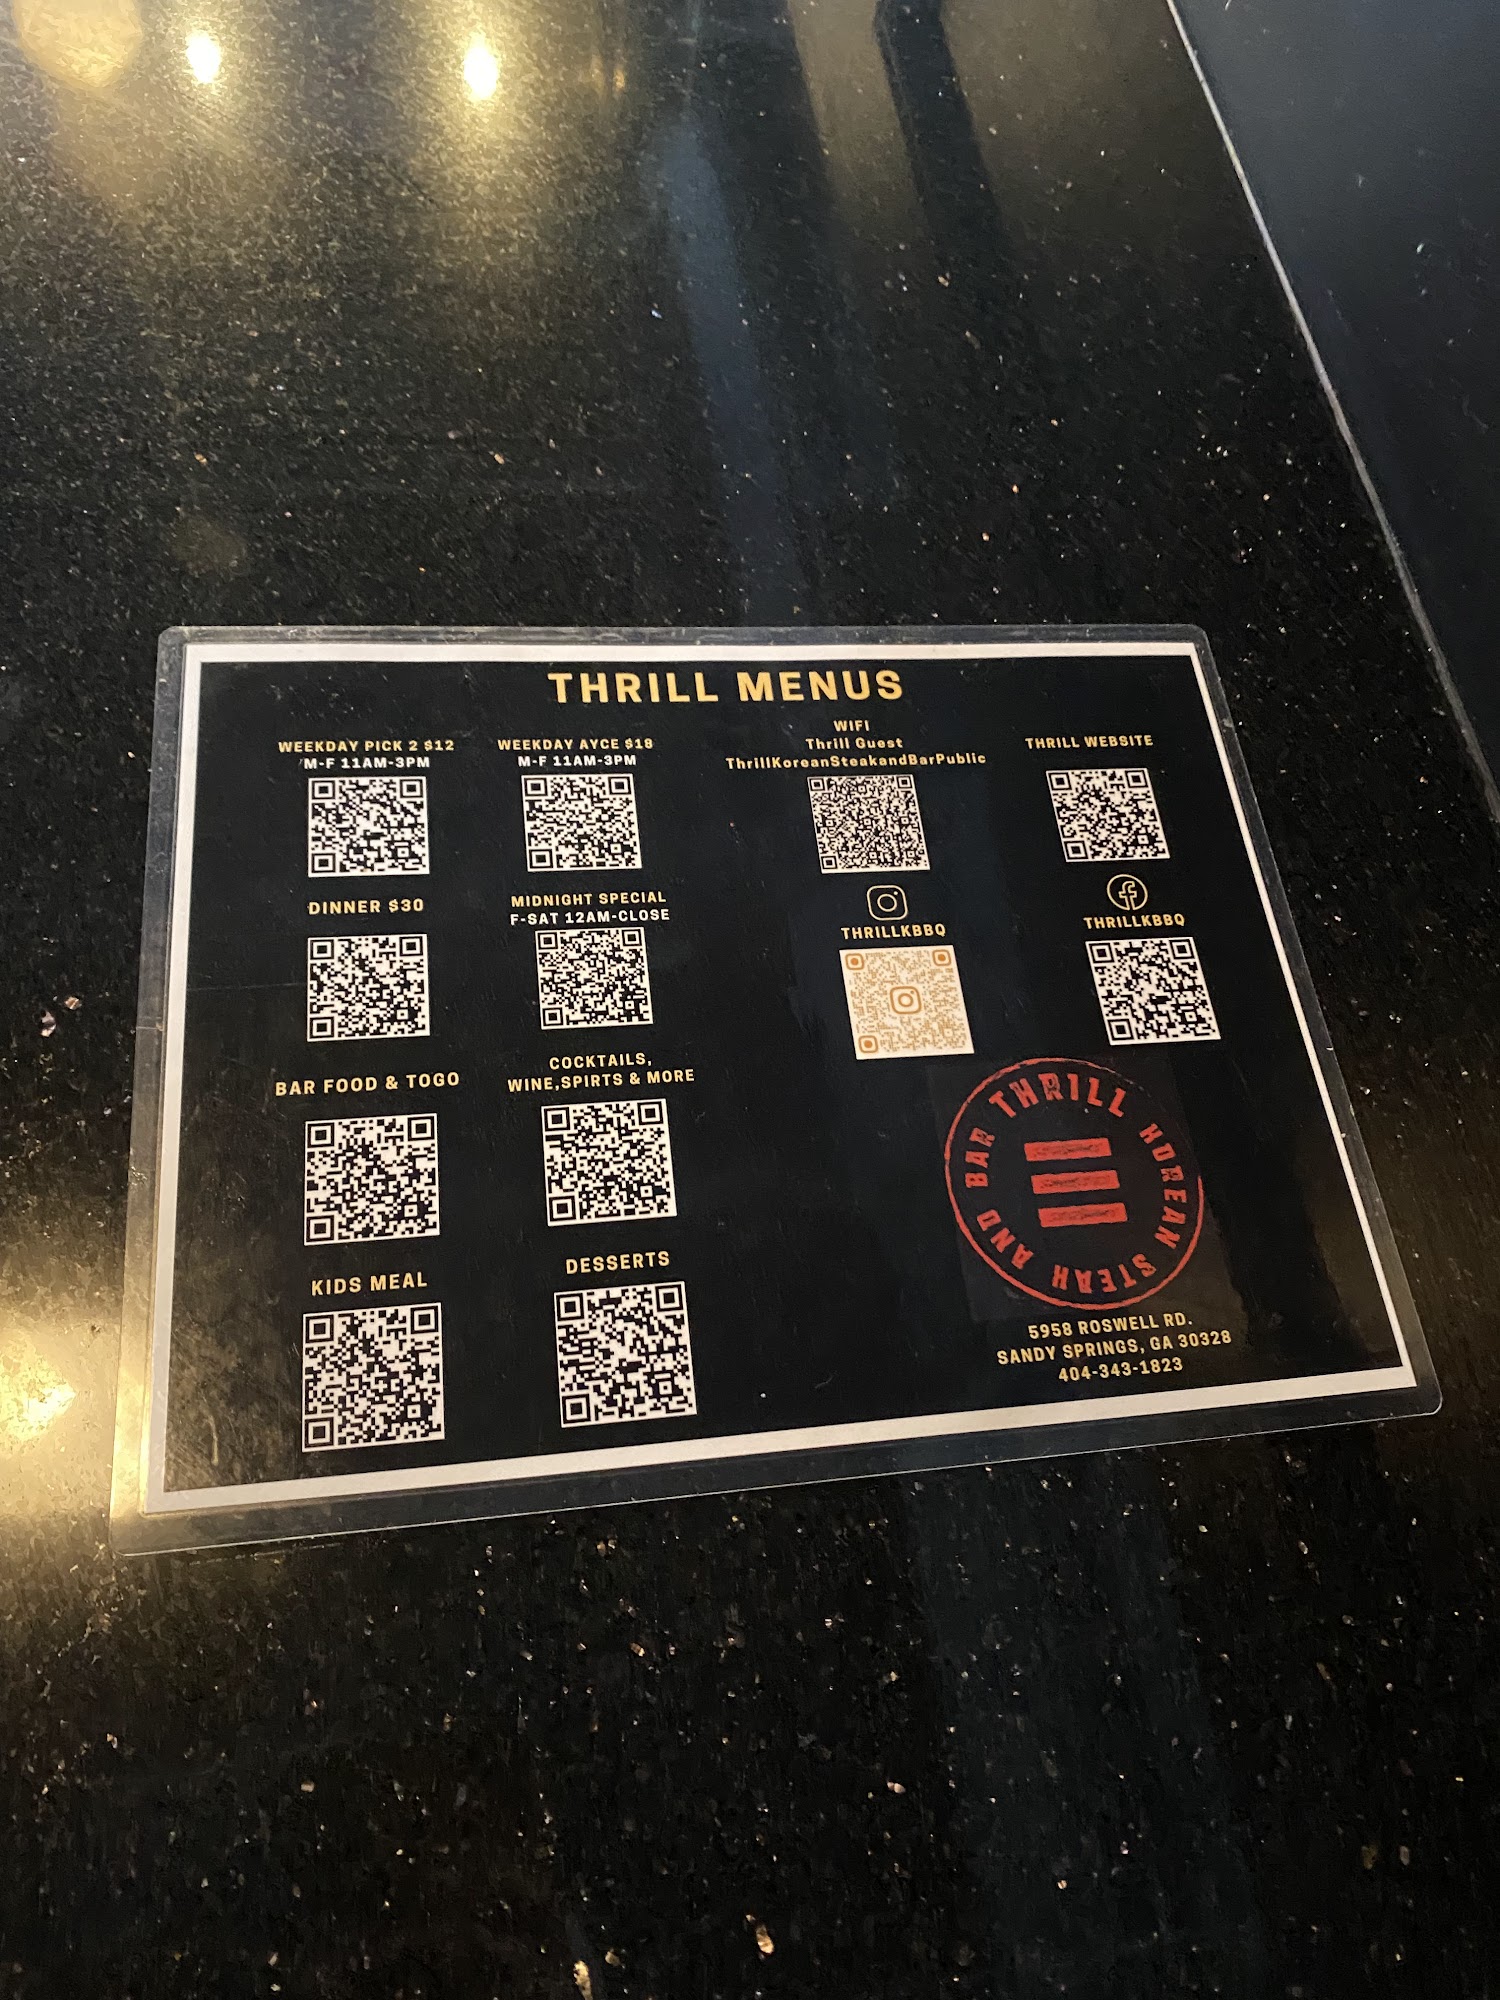 THRILL MENUS
WEEKDAY PICK 2 $12
M-F 11AM-3PM
WEEKDAY AYCE $18
M-F 11AM-3PM
WIFI
Thrill Guest
ThrillKoreanSteakandBarPublic
THRILL WEBSITE
DINNER $30
MIDNIGHT SPECIAL
F-SAT 12AM-CLOSE
THRILLKBBQ
THRILLKBBQ
BAR FOOD & TOGO
COCKTAILS,
WINE,SPIRTS & MORE
KIDS MEAL
DESSERTS
THRILL KOREAN STEAK AND BAR
5958 ROSWELL RD.
SANDY SPRINGS, GA 30328
404-343-1823